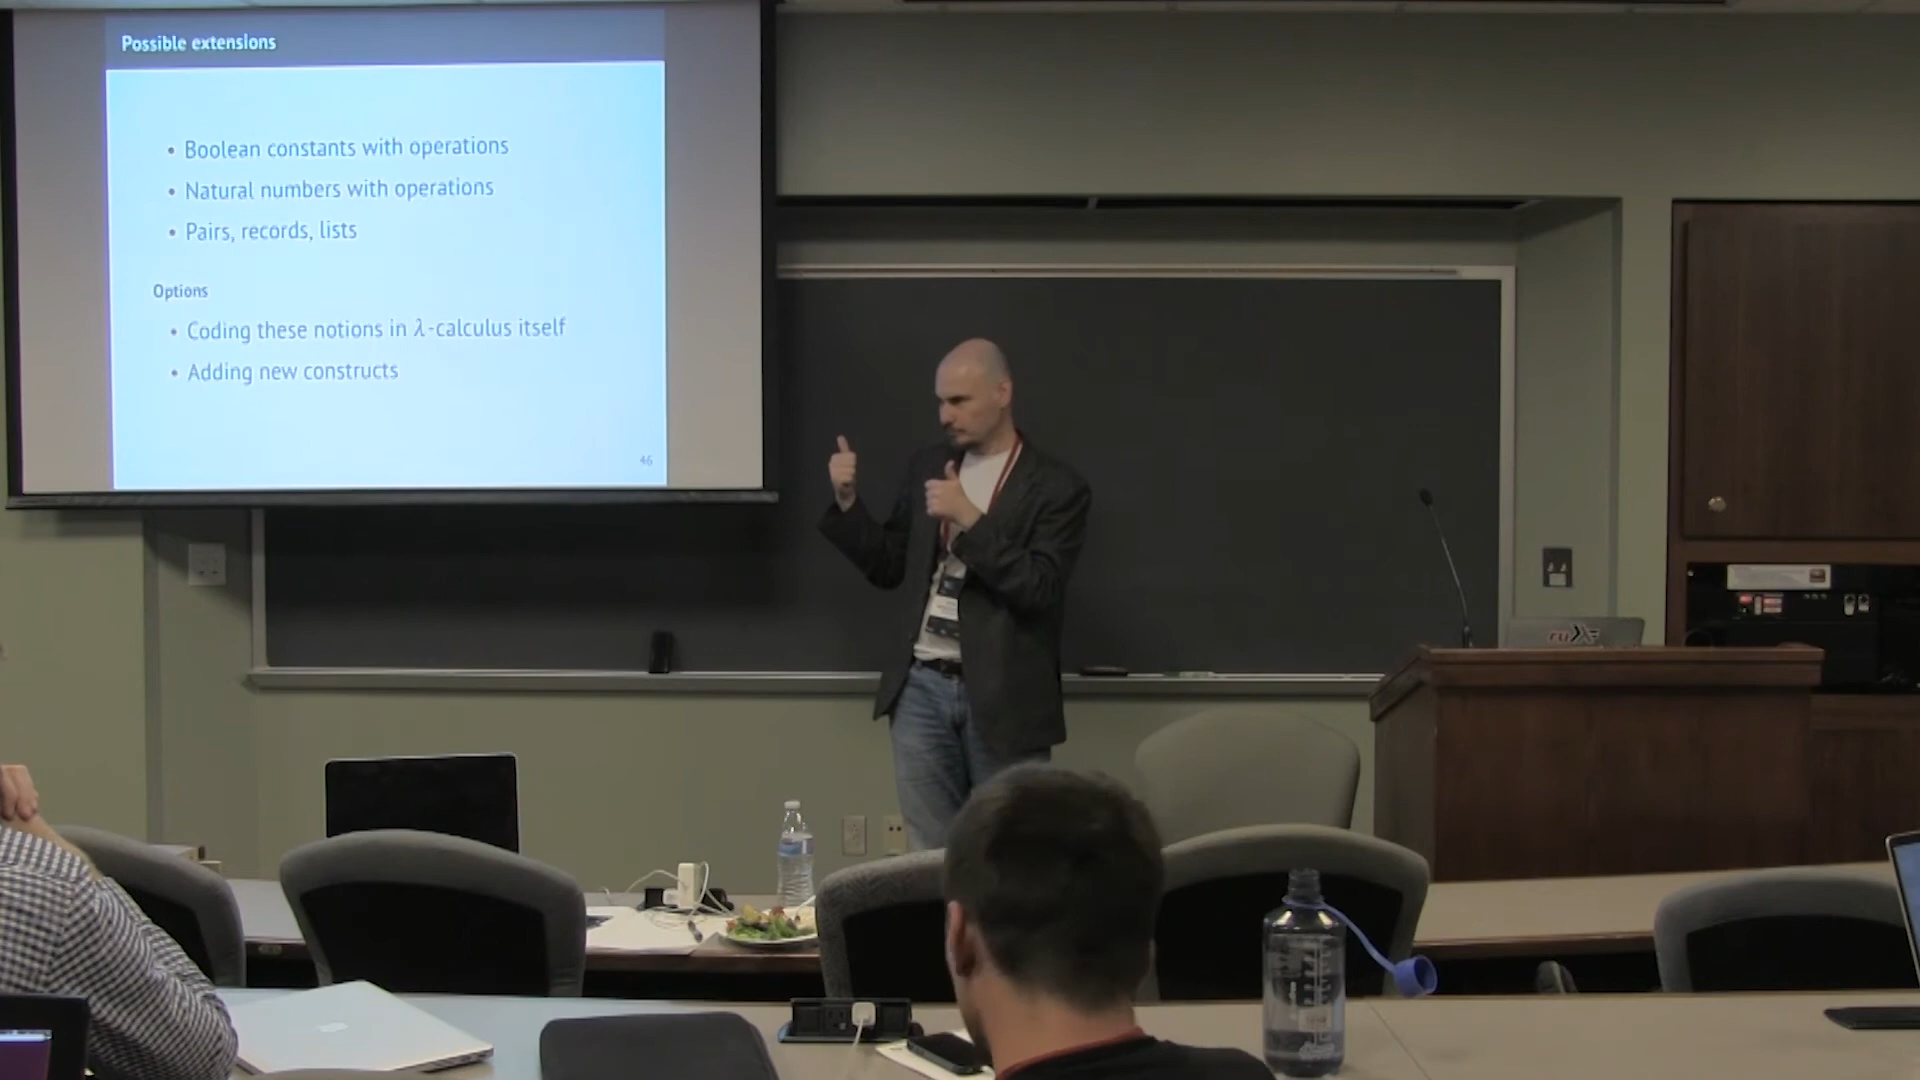 Possible extensions
• Boolean constants with operations
• Natural numbers with operations
• Pairs, records, lists
Options
• Coding these notions in λ-calculus itself
• Adding new constructs
46